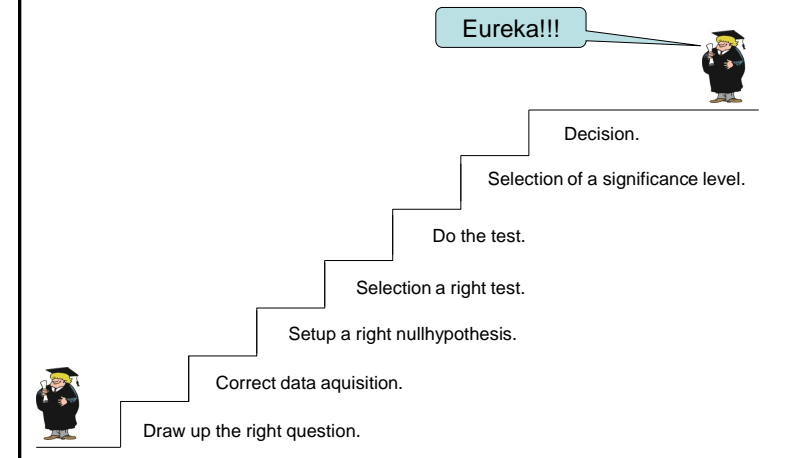 Eureka!!!
Decision.
Selection of a significance level.
Do the test.
Selection a right test.
Setup a right nullhypothesis.
Correct data aquisition.
Draw up the right question.